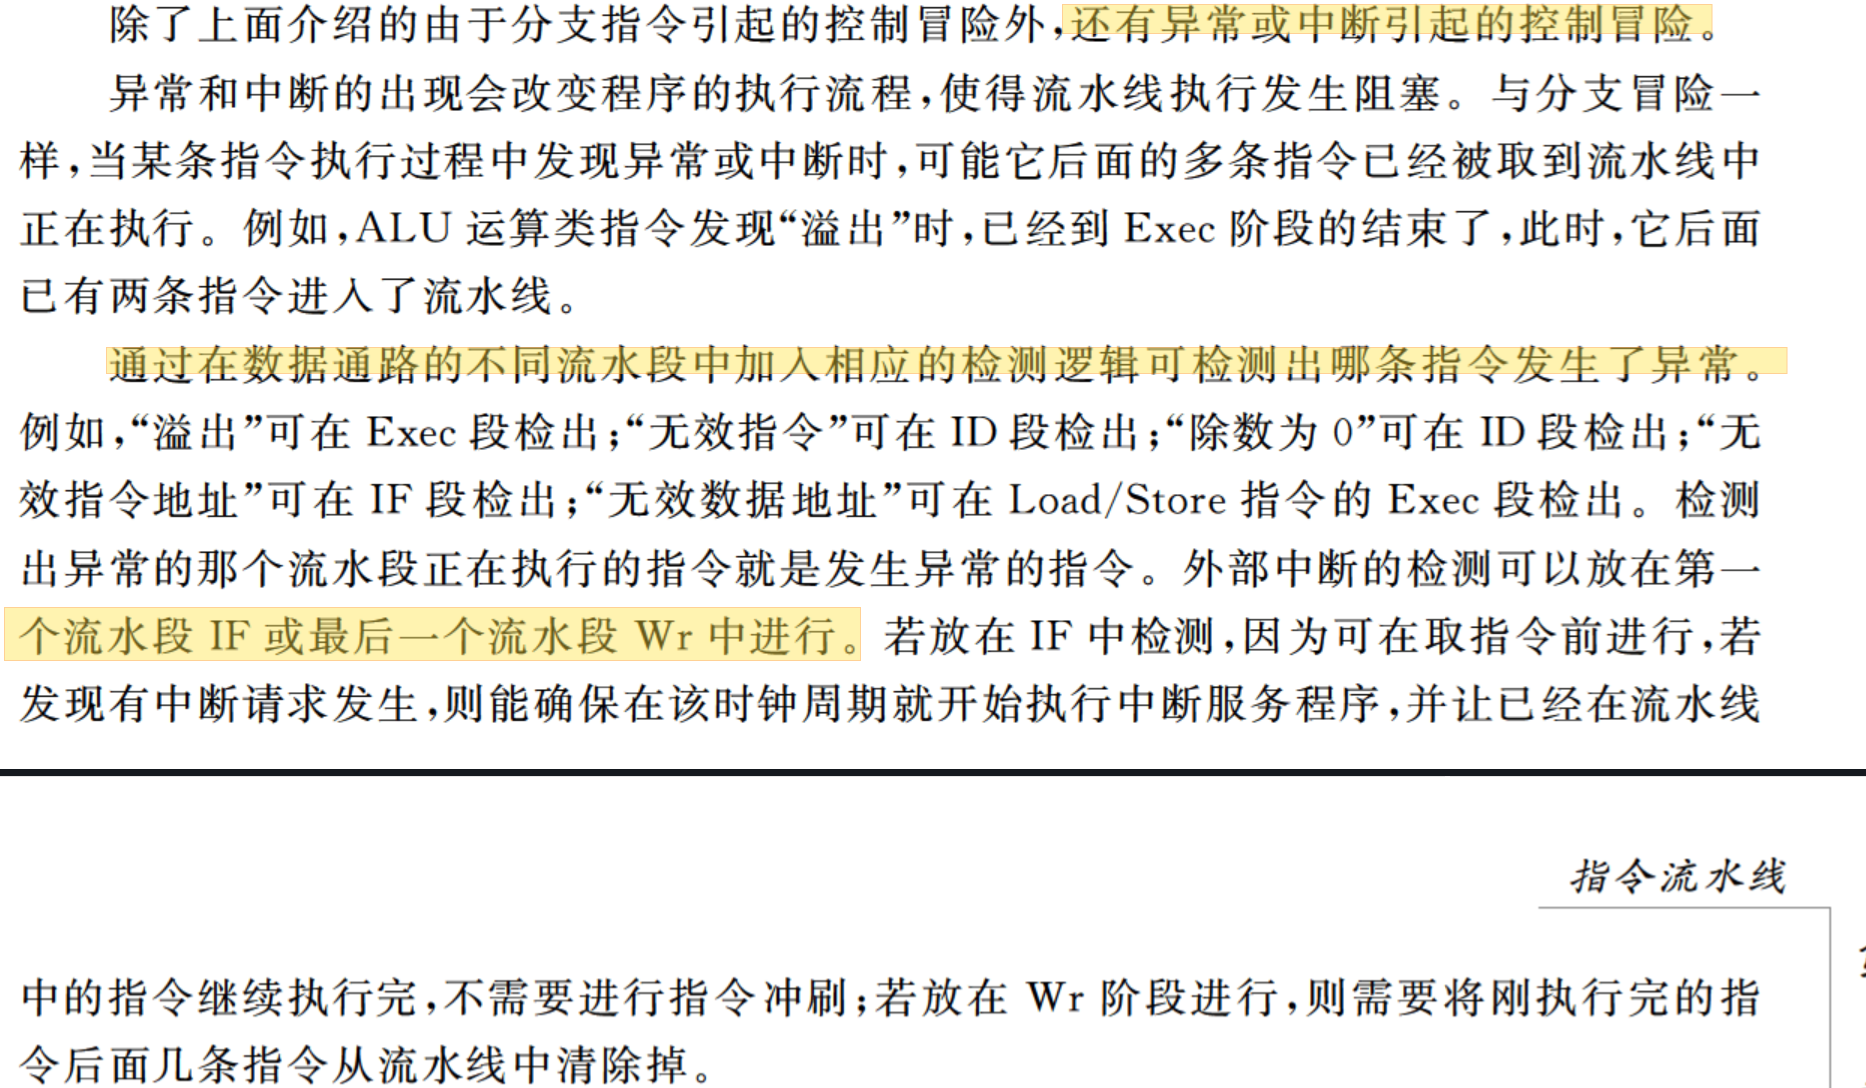 除了上面介绍的由于分支指令引起的控制冒险外,还有异常或中断引起的控制冒险。
异常和中断的出现会改变程序的执行流程,使得流水线执行发生阻塞。与分支冒险一
样,当某条指令执行过程中发现异常或中断时,可能它后面的多条指令已经被取到流水线中
正在执行。例如,ALU 运算类指令发现“溢出”时,已经到 Exec 阶段的结束了,此时,它后面
已有两条指令进入了流水线。
通过在数据通路的不同流水段中加入相应的检测逻辑可检测出哪条指令发生了异常。
例如,“溢出”可在 Exec 段检出;“无效指令”可在 ID 段检出;“除数为 0”可在 ID 段检出;“无
效指令地址”可在 IF 段检出;“无效数据地址”可在 Load/Store 指令的 Exec 段检出。检测
出异常的那个流水段正在执行的指令就是发生异常的指令。外部中断的检测可以放在第一
个流水段 IF 或最后一个流水段 Wr 中进行。若放在 IF 中检测,因为可在取指令前进行,若
发现有中断请求发生,则能确保在该时钟周期就开始执行中断服务程序,并让已经在流水线
指令流水线
中的指令继续执行完,不需要进行指令冲刷;若放在 Wr 阶段进行,则需要将刚执行完的指
令后面几条指令从流水线中清除掉。